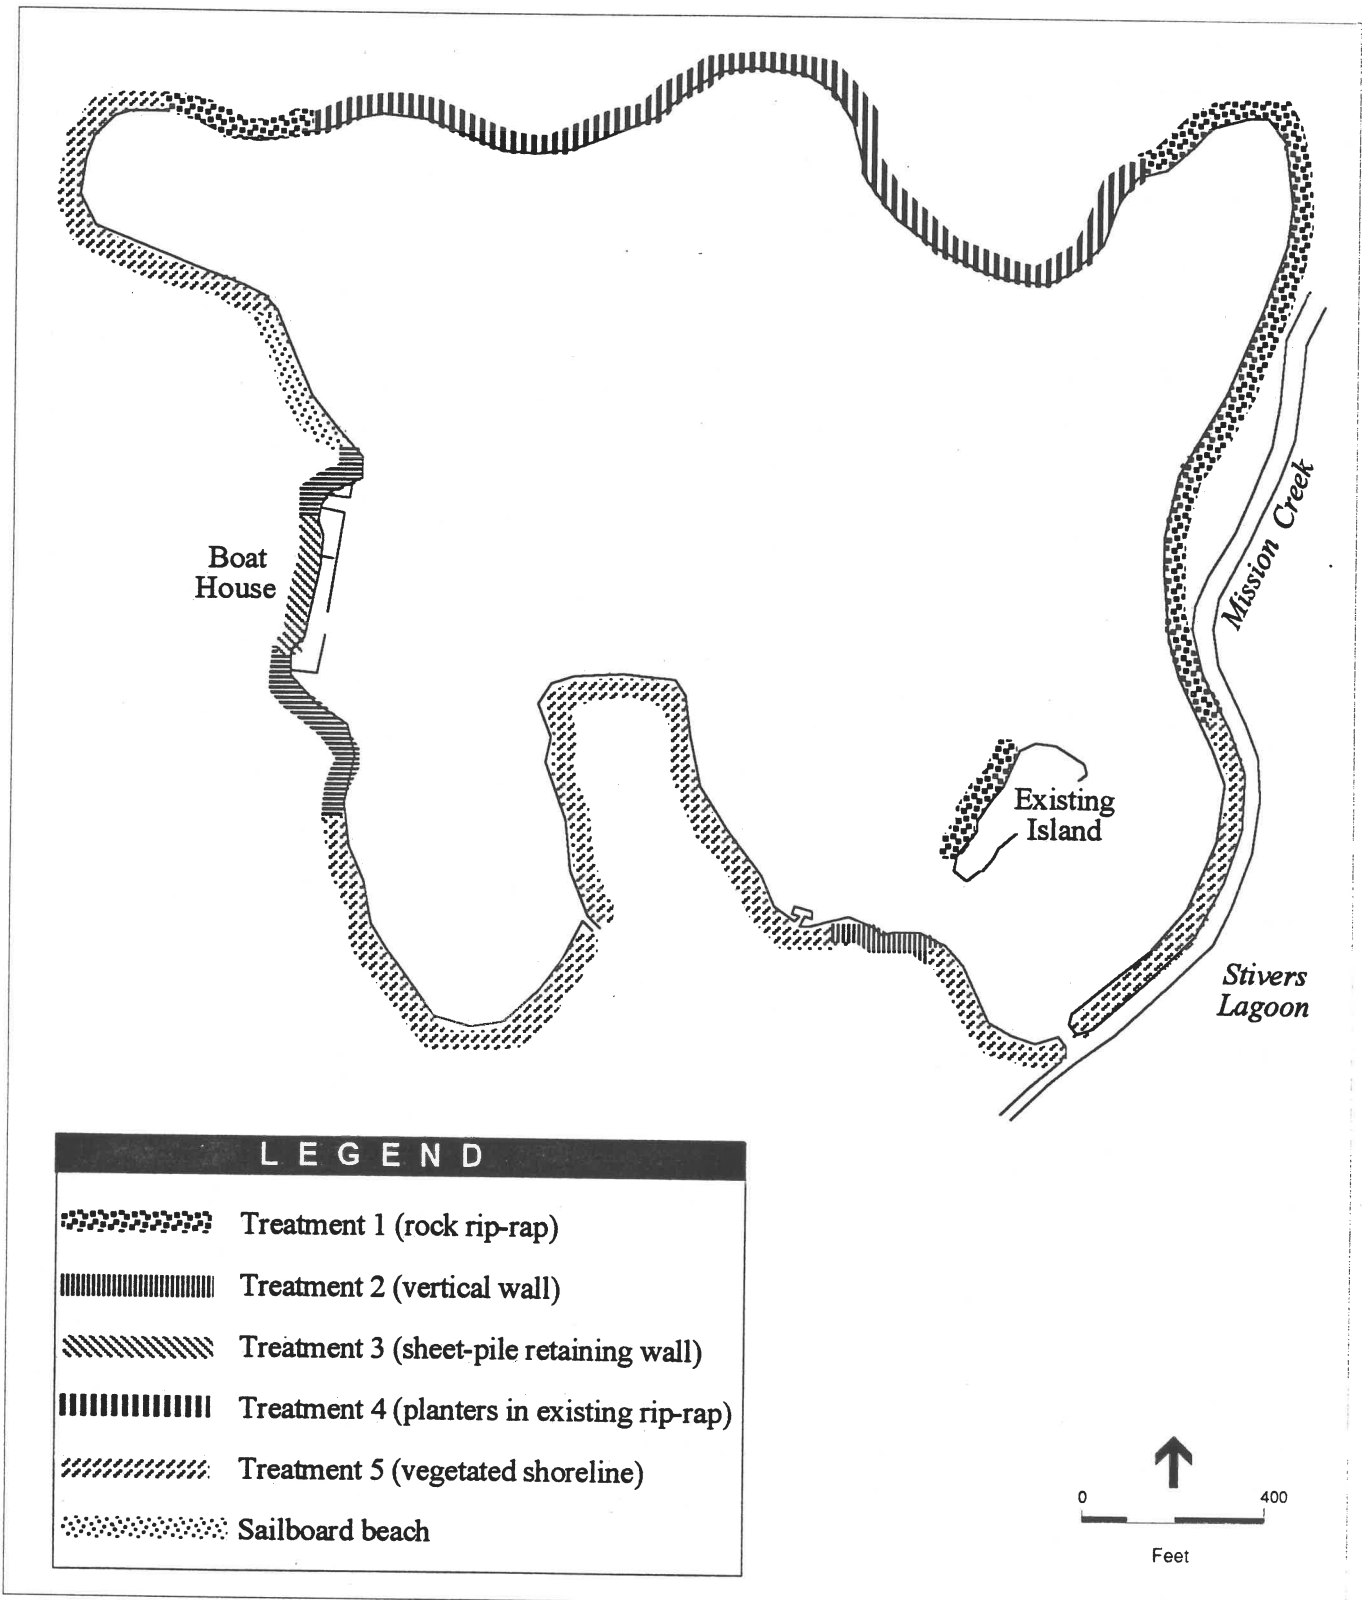 Boat
House
Mission Creek
Existing
Island
Stivers
Lagoon
LEGEND
Treatment 1 (rock rip-rap)
Treatment 2 (vertical wall)
Treatment 3 (sheet-pile retaining wall)
Treatment 4 (planters in existing rip-rap)
Treatment 5 (vegetated shoreline)
Sailboard beach
0 400
Feet